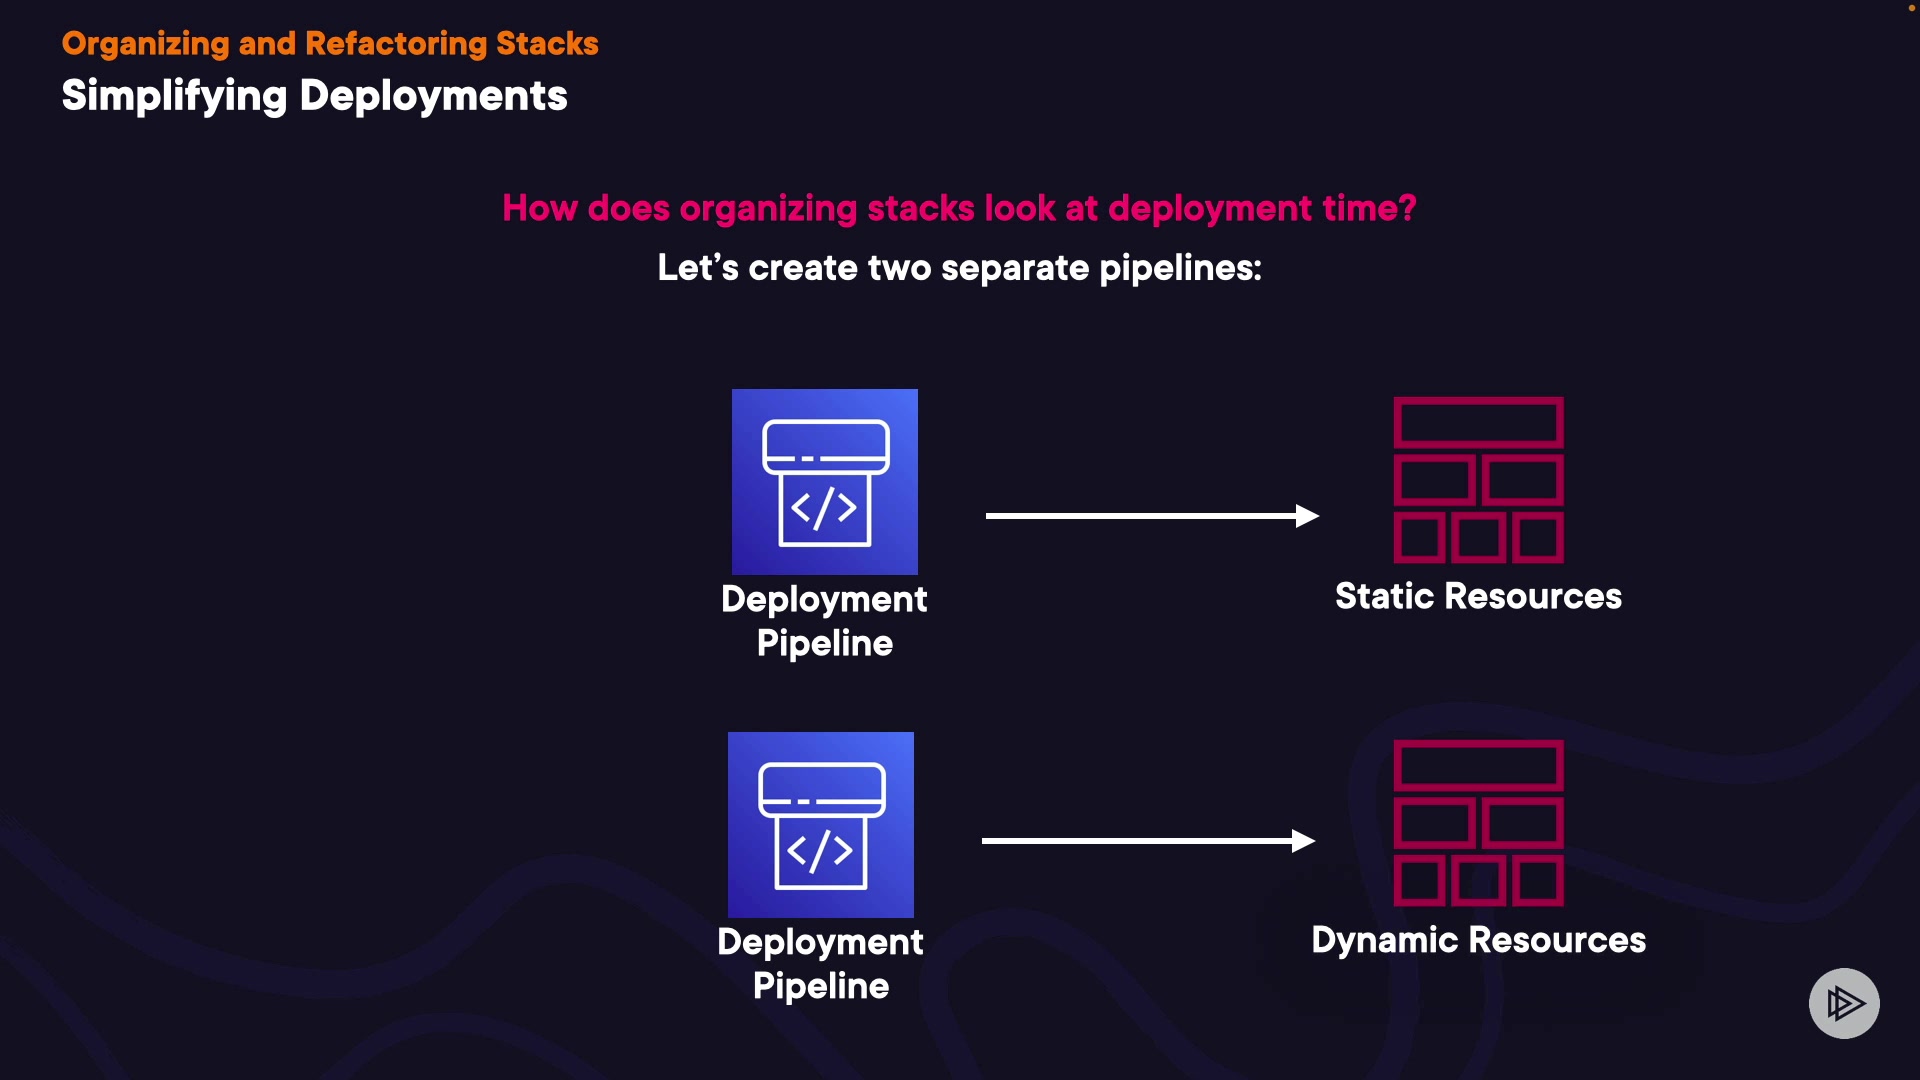 Organizing and Refactoring Stacks
Simplifying Deployments
How does organizing stacks look at deployment time?
Let’s create two separate pipelines:
</>
Deployment
Pipeline
Static Resources
</>
Deployment
Pipeline
Dynamic Resources